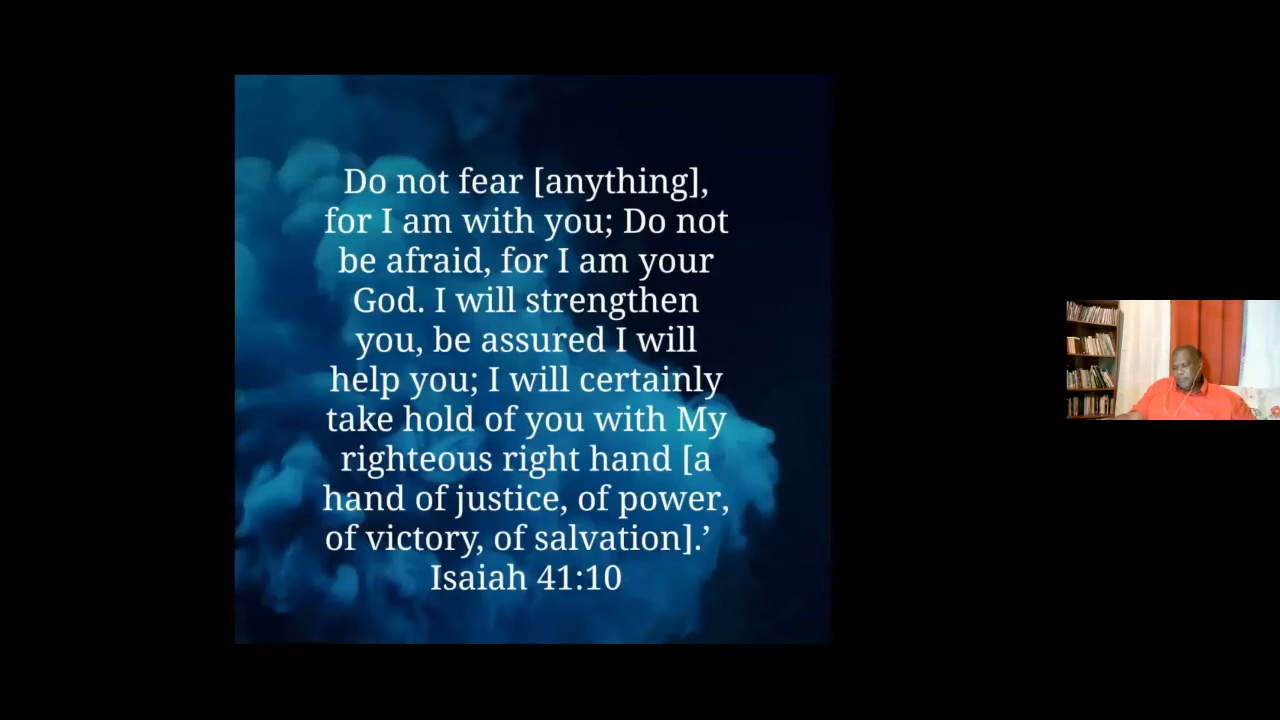 Do not fear [anything],
for I am with you; Do not
be afraid, for I am your
God. I will strengthen
you, be assured I will
help you; I will certainly
take hold of you with My
righteous right hand [a
hand of justice, of power,
of victory, of salvation].’
Isaiah 41:10